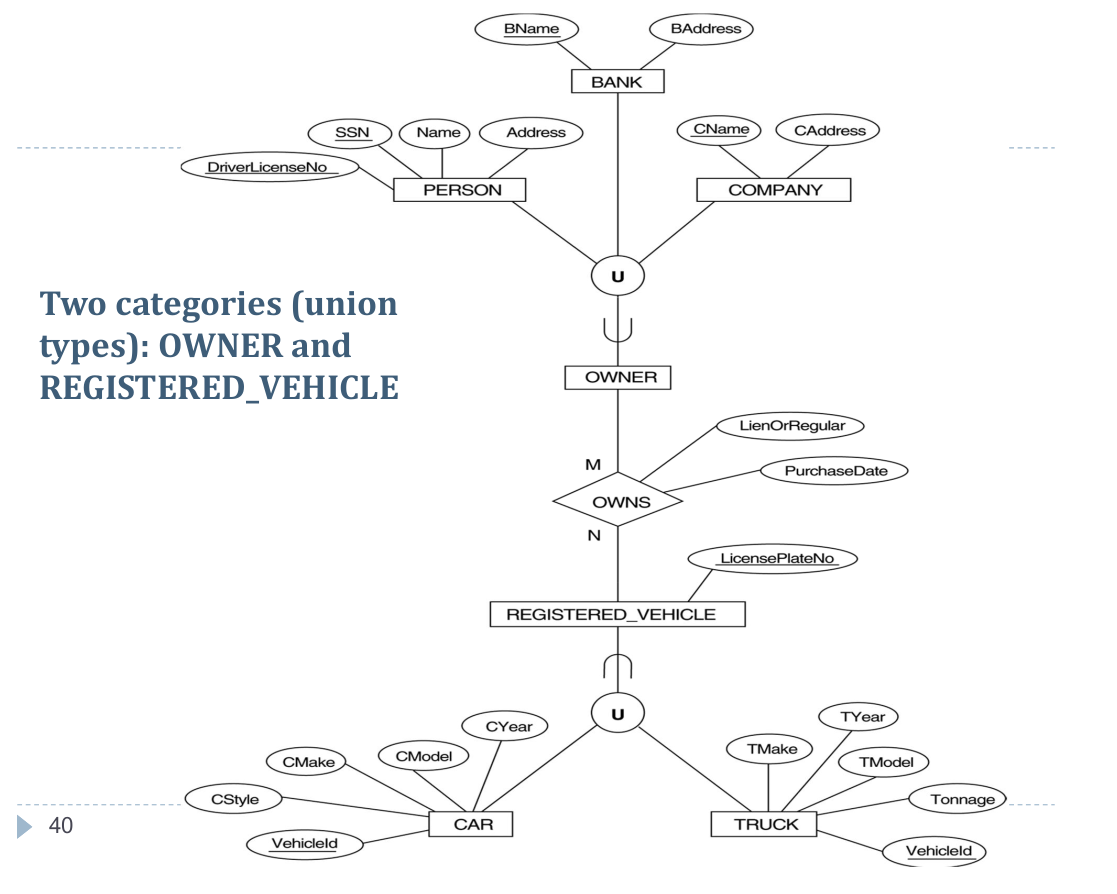 BName
BAddress
BANK
SSN
Name
Address
CName
CAddress
DriverLicenseNo
PERSON
COMPANY
U
Two categories (union
types): OWNER and
REGISTERED_VEHICLE
OWNER
LienOrRegular
M
PurchaseDate
OWNS
N
LicensePlateNo
REGISTERED_VEHICLE
U
CYear
TYear
CMake
CModel
TMake
TModel
CStyle
Tonnage
CAR
TRUCK
40
VehicleId
VehicleId